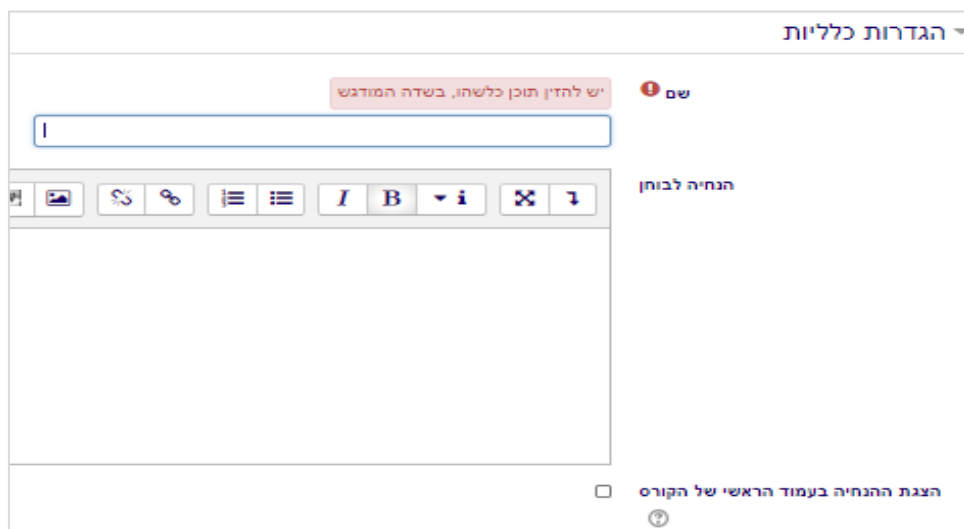 הגדרות כלליות
שם
יש להזין תוכן כלשהו, בשדה המודגש
הנחיה לבוחן
I B i
הצגת ההנחיה בעמוד הראשי של הקורס